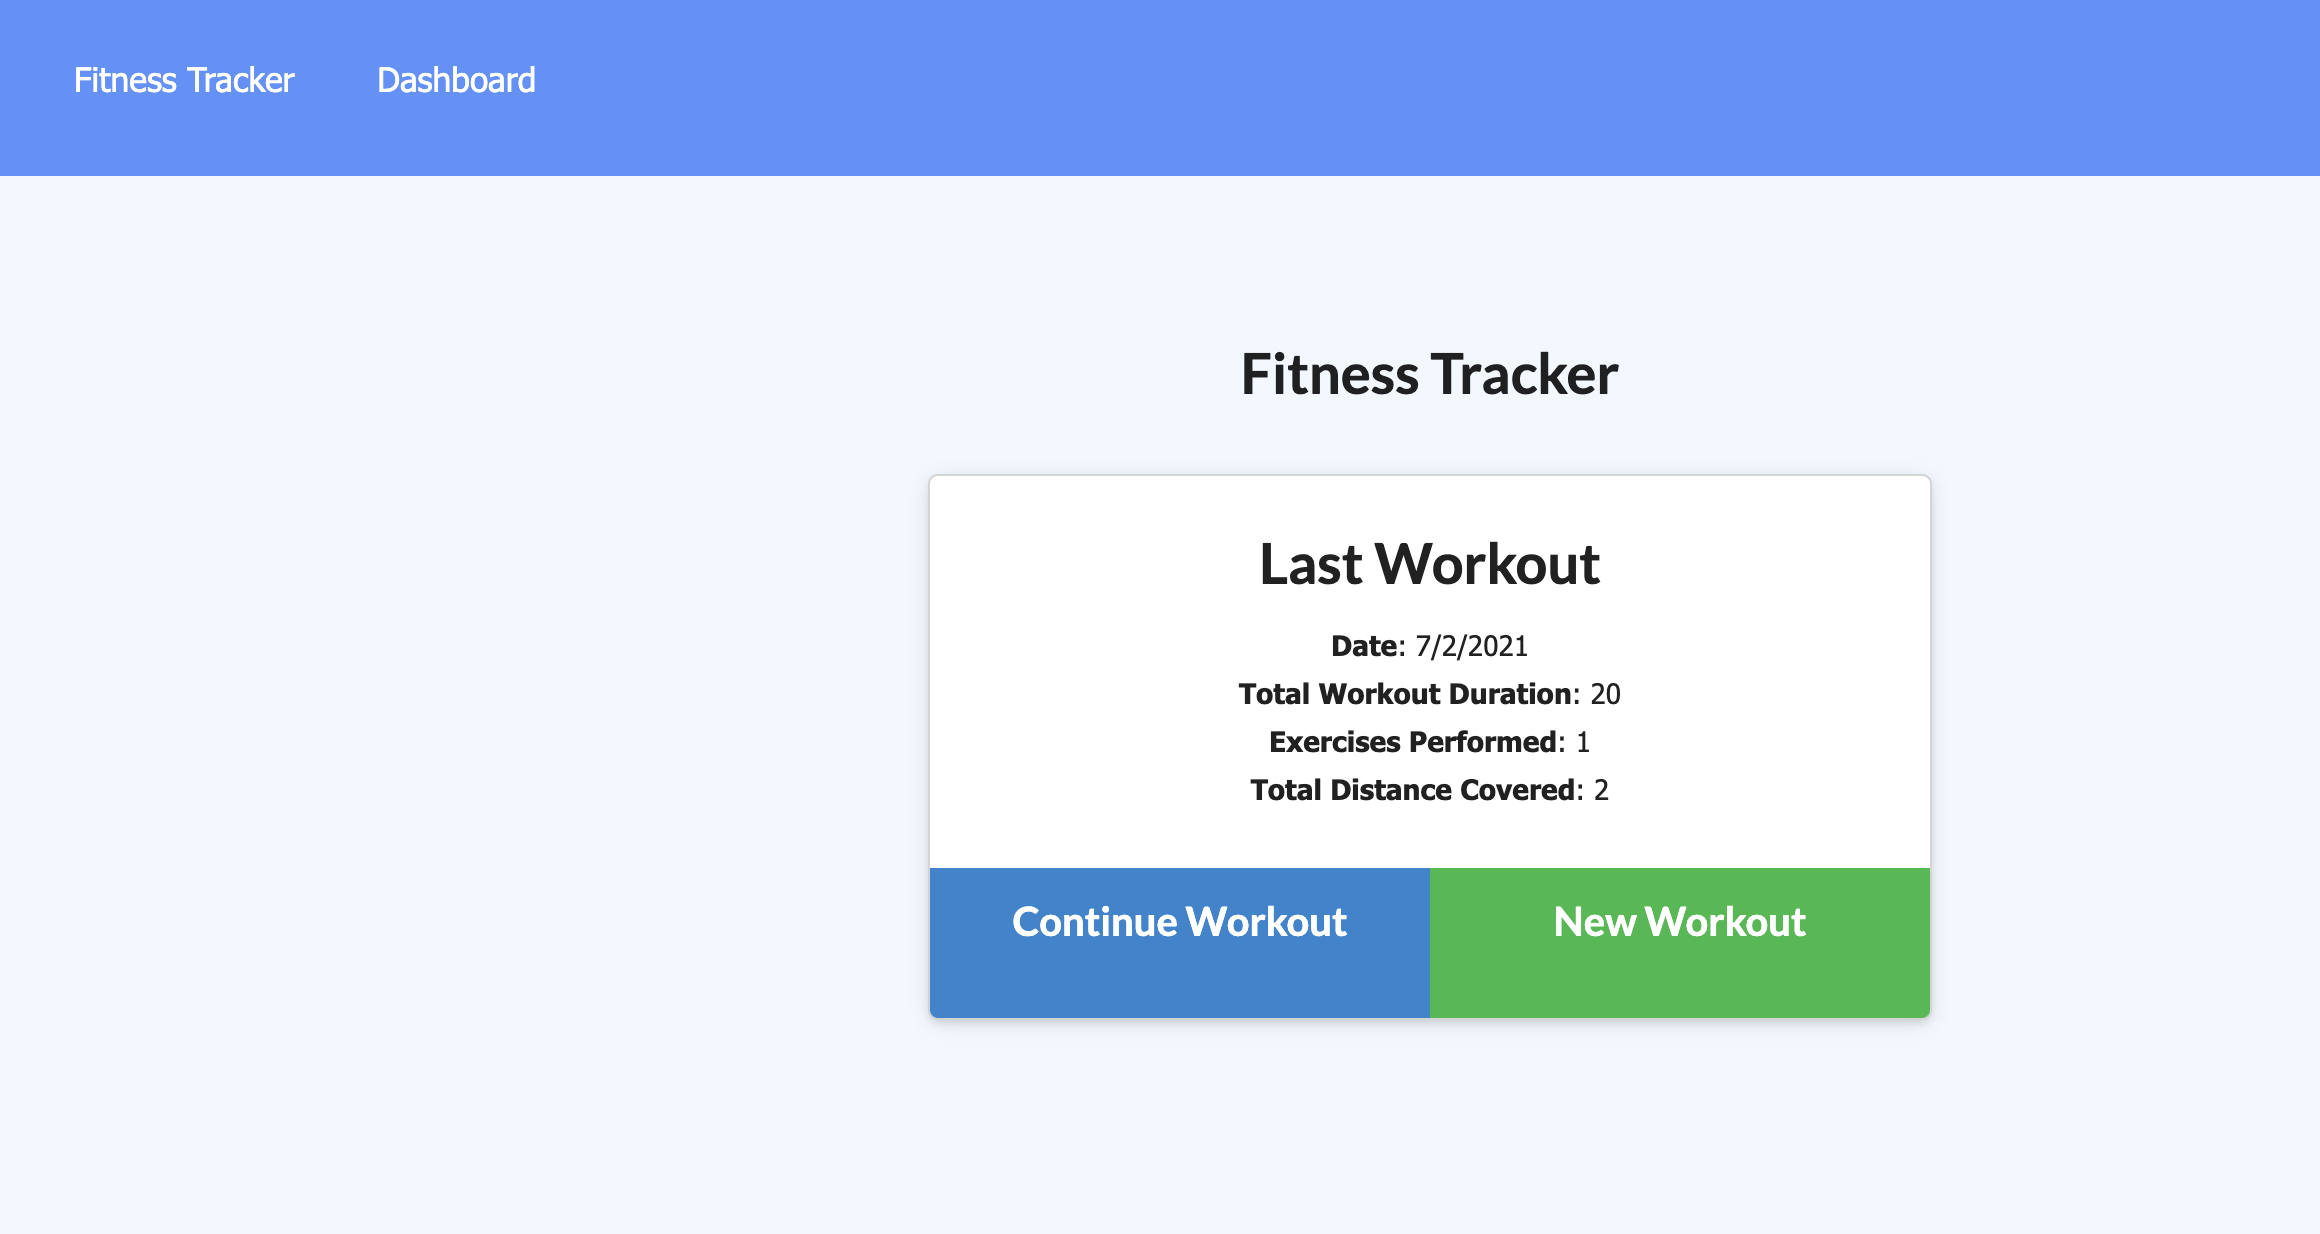 Fitness Tracker Dashboard
Fitness Tracker
Last Workout
Date: 7/2/2021
Total Workout Duration: 20
Exercises Performed: 1
Total Distance Covered: 2
Continue Workout New Workout